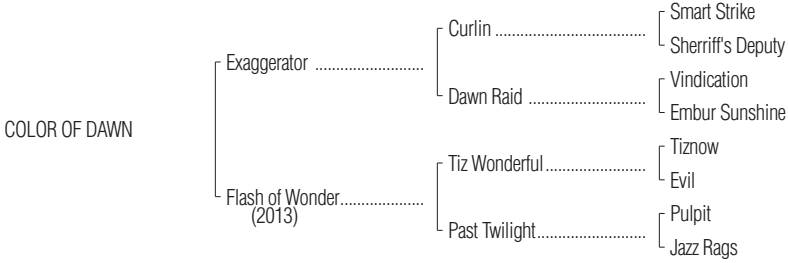 Smart Strike
Curlin ..................................
Sherriff's Deputy
Exaggerator .........................
Vindication
Dawn Raid ...........................
Embur Sunshine
COLOR OF DAWN
Tiznow
Tiz Wonderful.......................
Evil
Flash of Wonder...................
(2013)
Pulpit
Past Twilight.........................
Jazz Rags